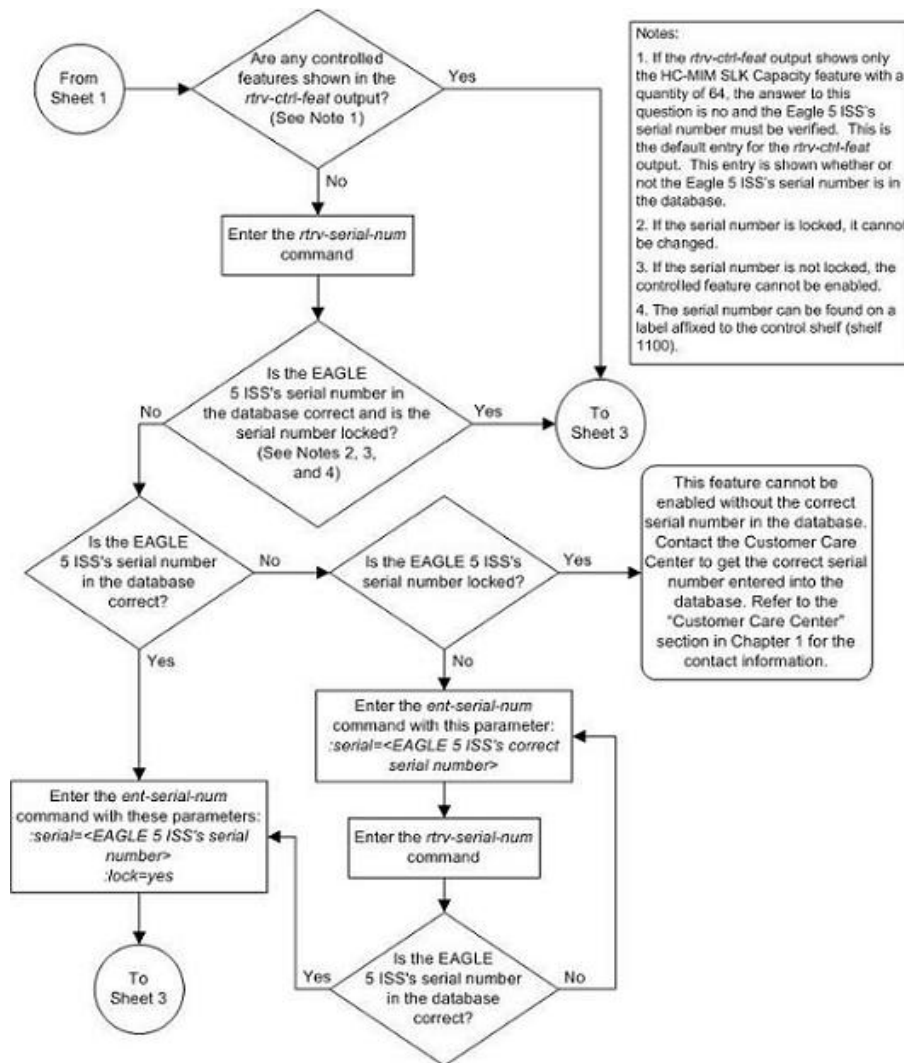 From
Sheet 1
Are any controlled
features shown in the
rtrv-ctrl-feat output?
(See Note 1)
Yes
No
Notes:
1. If the rtrv-ctrl-feat output shows only
the HC-MIM SLK Capacity feature with a
quantity of 64, the answer to this
question is no and the Eagle 5 ISS's
serial number must be verified. This is
the default entry for the rtrv-ctrl-feat
output. This entry is shown whether or
not the Eagle 5 ISS's serial number is in
the database.
2. If the serial number is locked, it cannot
be changed.
3. If the serial number is not locked, the
controlled feature cannot be enabled.
4. The serial number can be found on a
label affixed to the control shelf (shelf
1100).
Enter the rtrv-serial-num
command
Is the EAGLE
5 ISS's serial number in
the database correct and is the
serial number locked?
(See Notes 2, 3,
and 4)
No
Yes
To
Sheet 3
Is the EAGLE
5 ISS's serial number
in the database
correct?
No
Yes
Is the EAGLE 5 ISS's
serial number locked?
Yes
No
This feature cannot be
enabled without the correct
serial number in the database.
Contact the Customer Care
Center to get the correct serial
number entered into the
database. Refer to the
“Customer Care Center”
section in Chapter 1 for the
contact information.
Enter the ent-serial-num
command with this parameter:
:serial=<EAGLE 5 ISS's correct
serial number>
Enter the rtrv-serial-num
command
Is the EAGLE
5 ISS's serial number
in the database
correct?
Yes
No
Enter the ent-serial-num
command with these parameters:
:serial=<EAGLE 5 ISS's serial
number>
:lock=yes
To
Sheet 3